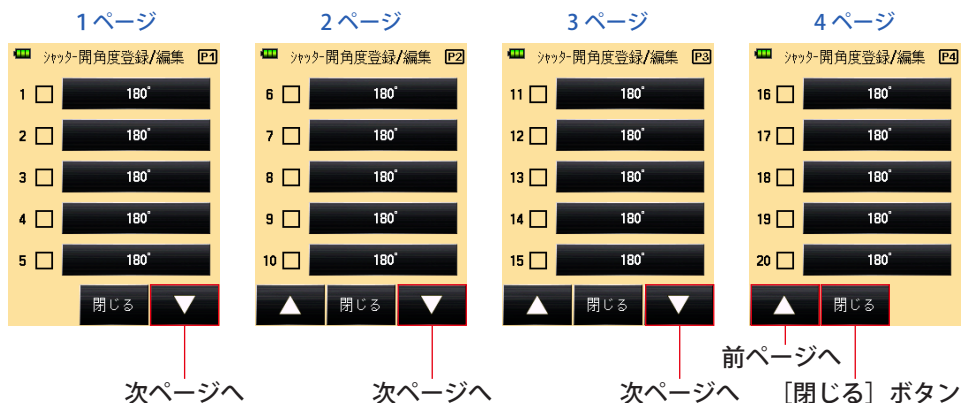 1 ページ
2 ページ
3 ページ
4 ページ
ｼｬｯﾀｰ開角度登録/編集 P1
1 180°
2 180°
3 180°
4 180°
5 180°
閉じる ▼
ｼｬｯﾀｰ開角度登録/編集 P2
6 180°
7 180°
8 180°
9 180°
10 180°
▲ 閉じる ▼
ｼｬｯﾀｰ開角度登録/編集 P3
11 180°
12 180°
13 180°
14 180°
15 180°
▲ 閉じる ▼
ｼｬｯﾀｰ開角度登録/編集 P4
16 180°
17 180°
18 180°
19 180°
20 180°
▲ 閉じる
次ページへ
次ページへ
次ページへ
前ページへ
［閉じる］ボタン